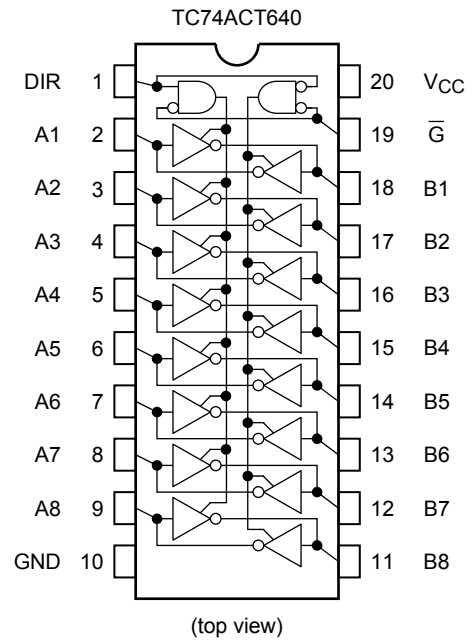 TC74ACT640
DIR 1 20 VCC
A1 2 19 G̅
A2 3 18 B1
A3 4 17 B2
A4 5 16 B3
A5 6 15 B4
A6 7 14 B5
A7 8 13 B6
A8 9 12 B7
GND 10 11 B8
(top view)